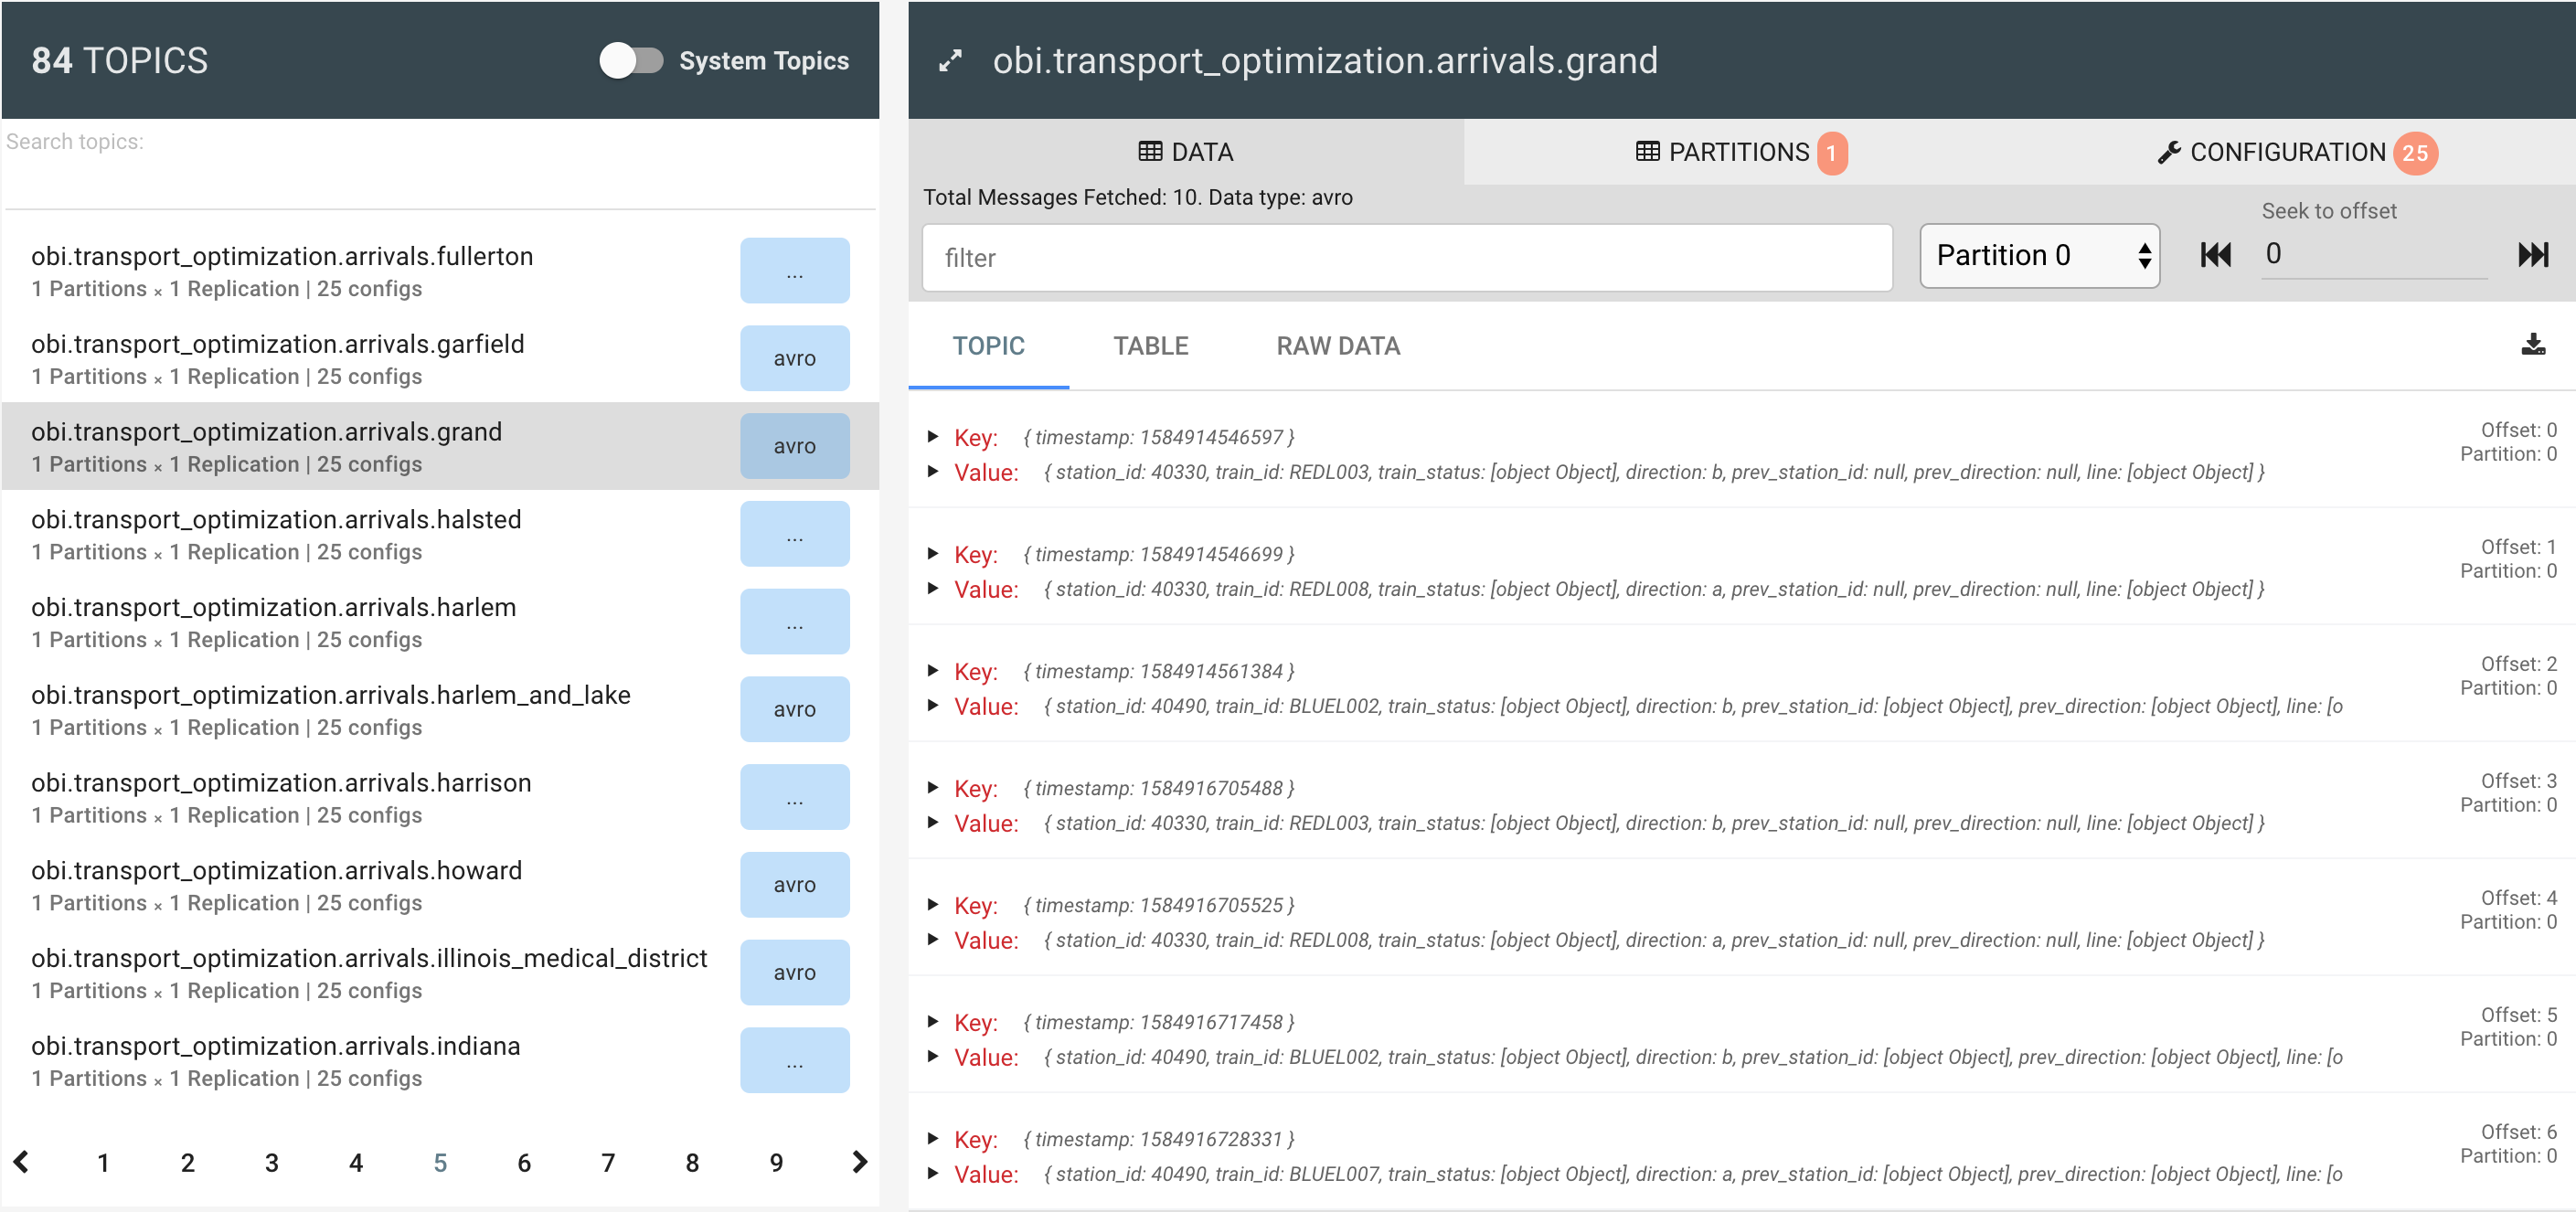 84 TOPICS
System Topics
Search topics:
obi.transport_optimization.arrivals.fullerton
1 Partitions × 1 Replication | 25 configs
...
obi.transport_optimization.arrivals.garfield
1 Partitions × 1 Replication | 25 configs
avro
obi.transport_optimization.arrivals.grand
1 Partitions × 1 Replication | 25 configs
avro
obi.transport_optimization.arrivals.halsted
1 Partitions × 1 Replication | 25 configs
...
obi.transport_optimization.arrivals.harlem
1 Partitions × 1 Replication | 25 configs
...
obi.transport_optimization.arrivals.harlem_and_lake
1 Partitions × 1 Replication | 25 configs
avro
obi.transport_optimization.arrivals.harrison
1 Partitions × 1 Replication | 25 configs
...
obi.transport_optimization.arrivals.howard
1 Partitions × 1 Replication | 25 configs
avro
obi.transport_optimization.arrivals.illinois_medical_district
1 Partitions × 1 Replication | 25 configs
avro
obi.transport_optimization.arrivals.indiana
1 Partitions × 1 Replication | 25 configs
...
1 2 3 4 5 6 7 8 9
obi.transport_optimization.arrivals.grand
DATA
PARTITIONS 1
CONFIGURATION 25
Total Messages Fetched: 10. Data type: avro
filter
Partition 0
Seek to offset
0
TOPIC TABLE RAW DATA
Key: { timestamp: 1584914546597 }
Value: { station_id: 40330, train_id: REDL003, train_status: [object Object], direction: b, prev_station_id: null, prev_direction: null, line: [object Object] }
Offset: 0
Partition: 0
Key: { timestamp: 1584914546699 }
Value: { station_id: 40330, train_id: REDL008, train_status: [object Object], direction: a, prev_station_id: null, prev_direction: null, line: [object Object] }
Offset: 1
Partition: 0
Key: { timestamp: 1584914561384 }
Value: { station_id: 40490, train_id: BLUEL002, train_status: [object Object], direction: b, prev_station_id: [object Object], prev_direction: [object Object], line: [o
Offset: 2
Partition: 0
Key: { timestamp: 1584916705488 }
Value: { station_id: 40330, train_id: REDL003, train_status: [object Object], direction: b, prev_station_id: null, prev_direction: null, line: [object Object] }
Offset: 3
Partition: 0
Key: { timestamp: 1584916705525 }
Value: { station_id: 40330, train_id: REDL008, train_status: [object Object], direction: a, prev_station_id: null, prev_direction: null, line: [object Object] }
Offset: 4
Partition: 0
Key: { timestamp: 1584916717458 }
Value: { station_id: 40490, train_id: BLUEL002, train_status: [object Object], direction: b, prev_station_id: [object Object], prev_direction: [object Object], line: [o
Offset: 5
Partition: 0
Key: { timestamp: 1584916728331 }
Value: { station_id: 40490, train_id: BLUEL007, train_status: [object Object], direction: a, prev_station_id: [object Object], prev_direction: [object Object], line: [o
Offset: 6
Partition: 0